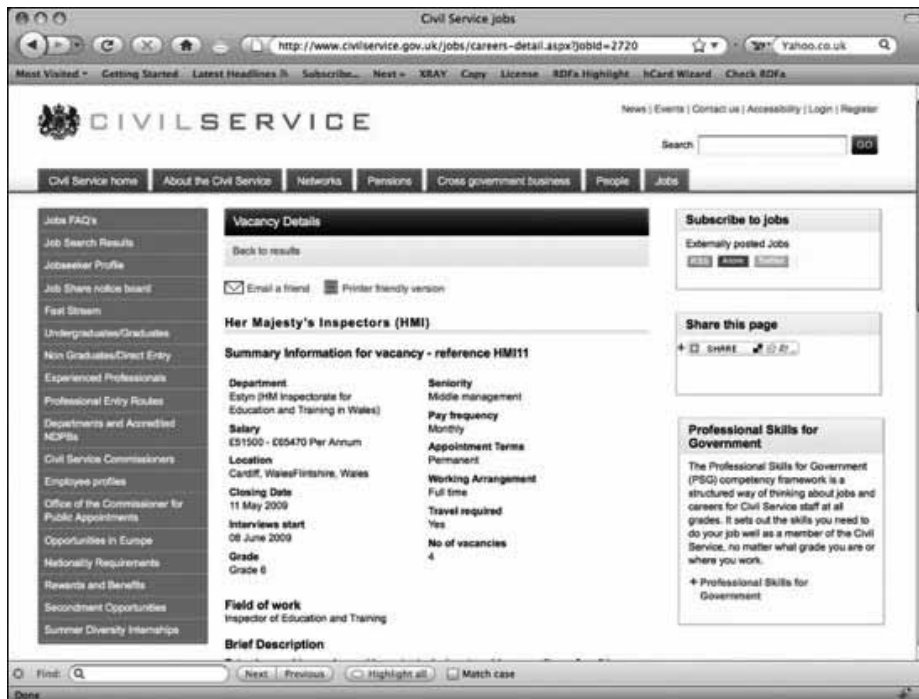 Civil Service jobs
http://www.civilservice.gov.uk/jobs/careers-detail.aspx?JobId=2720
Yahoo.co.uk
Most Visited Getting Started Latest Headlines Subscribe... Next XRAY Copy License RDFa Highlight hCard Wizard Check RDFa
News | Events | Contact us | Accessibility | Login | Register
CIVILSERVICE
Search
GO
Civil Service home
About the Civil Service
Networks
Pensions
Cross government business
People
Jobs
Jobs FAQ's
Job Search Results
Jobseeker Profile
Job Share notice board
Fast Stream
Undergraduates/Graduates
Non Graduates/Direct Entry
Experienced Professionals
Professional Entry Routes
Departments and Accredited
NDPBs
Civil Service Commissioners
Employee profiles
Office of the Commissioner for
Public Appointments
Opportunities in Europe
Nationality Requirements
Rewards and Benefits
Secondment Opportunities
Summer Diversity Internships
Vacancy Details
Back to results
Email a friend
Printer friendly version
Her Majesty's Inspectors (HMI)
Summary Information for vacancy - reference HMI11
Department
Estyn (HM Inspectorate for
Education and Training in Wales)
Salary
£51500 - £65470 Per Annum
Location
Cardiff, WalesFlintshire, Wales
Closing Date
11 May 2009
Interviews start
08 June 2009
Grade
Grade 6
Seniority
Middle management
Pay frequency
Monthly
Appointment Terms
Permanent
Working Arrangement
Full time
Travel required
Yes
No of vacancies
4
Field of work
Inspector of Education and Training
Brief Description
Subscribe to jobs
Externally posted Jobs
RSS Atom Twitter
Share this page
+ SHARE
Professional Skills for
Government
The Professional Skills for Government
(PSG) competency framework is a
structured way of thinking about jobs and
careers for Civil Service staff at all
grades. It sets out the skills you need to
do your job well as a member of the Civil
Service, no matter what grade you are or
where you work.
+ Professional Skills for
Government
Find:
Next
Previous
Highlight all
Match case
Done